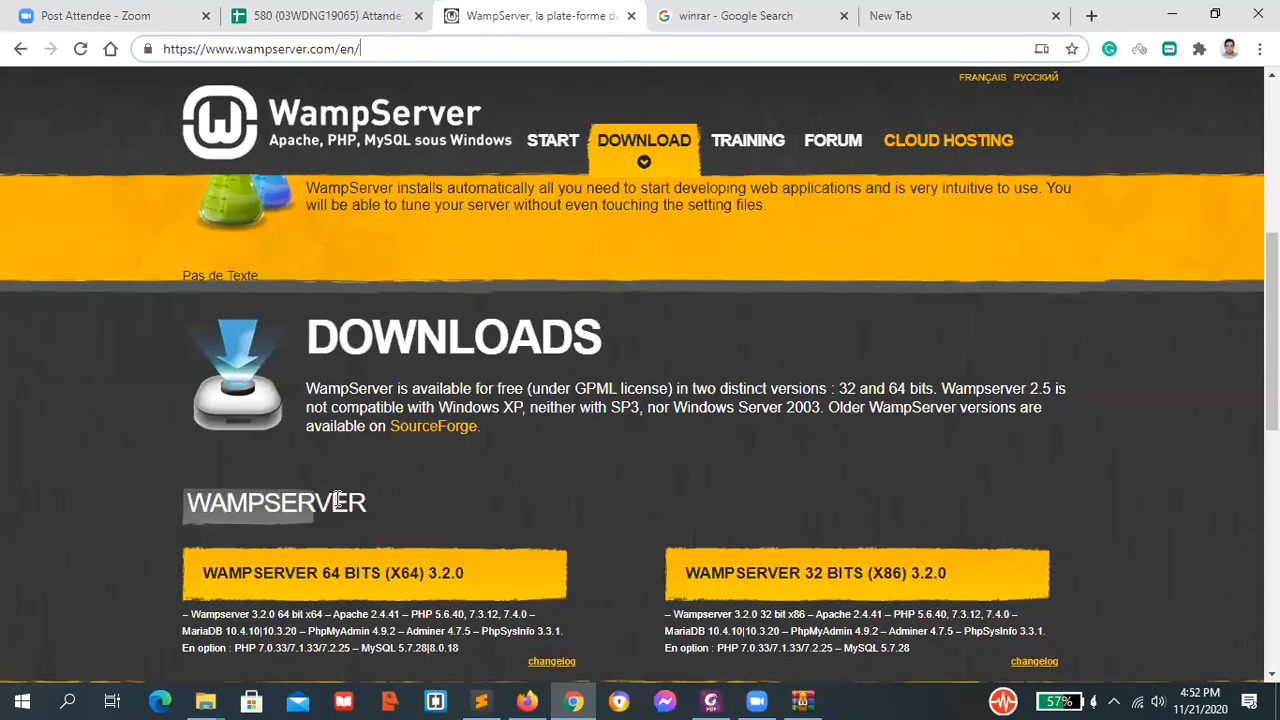 Post Attendee - Zoom
580 (03WDNG19065) Attand
WampServer, la plate-forme d
winrar - Google Search
New Tab
https://www.wampserver.com/en/
FRANÇAIS РУССКИЙ
WampServer
Apache, PHP, MySQL sous Windows
START DOWNLOAD TRAINING FORUM CLOUD HOSTING
WampServer installs automatically all you need to start developing web applications and is very intuitive to use. You
will be able to tune your server without even touching the setting files.
Pas de Texte
DOWNLOADS
WampServer is available for free (under GPML license) in two distinct versions : 32 and 64 bits. Wampserver 2.5 is
not compatible with Windows XP, neither with SP3, nor Windows Server 2003. Older WampServer versions are
available on SourceForge.
WAMPSERVER
WAMPSERVER 64 BITS (X64) 3.2.0
– Wampserver 3.2.0 64 bit x64 – Apache 2.4.41 – PHP 5.6.40, 7.3.12, 7.4.0 –
MariaDB 10.4.10|10.3.20 – PhpMyAdmin 4.9.2 – Adminer 4.7.5 – PhpSysInfo 3.3.1.
En option : PHP 7.0.33/7.1.33/7.2.25 – MySQL 5.7.28|8.0.18
changelog
WAMPSERVER 32 BITS (X86) 3.2.0
– Wampserver 3.2.0 32 bit x86 – Apache 2.4.41 – PHP 5.6.40, 7.3.12, 7.4.0 –
MariaDB 10.4.10|10.3.20 – PhpMyAdmin 4.9.2 – Adminer 4.7.5 – PhpSysInfo 3.3.1.
En option : PHP 7.0.33/7.1.33/7.2.25 – MySQL 5.7.28
changelog
57%
4:52 PM
11/21/2020